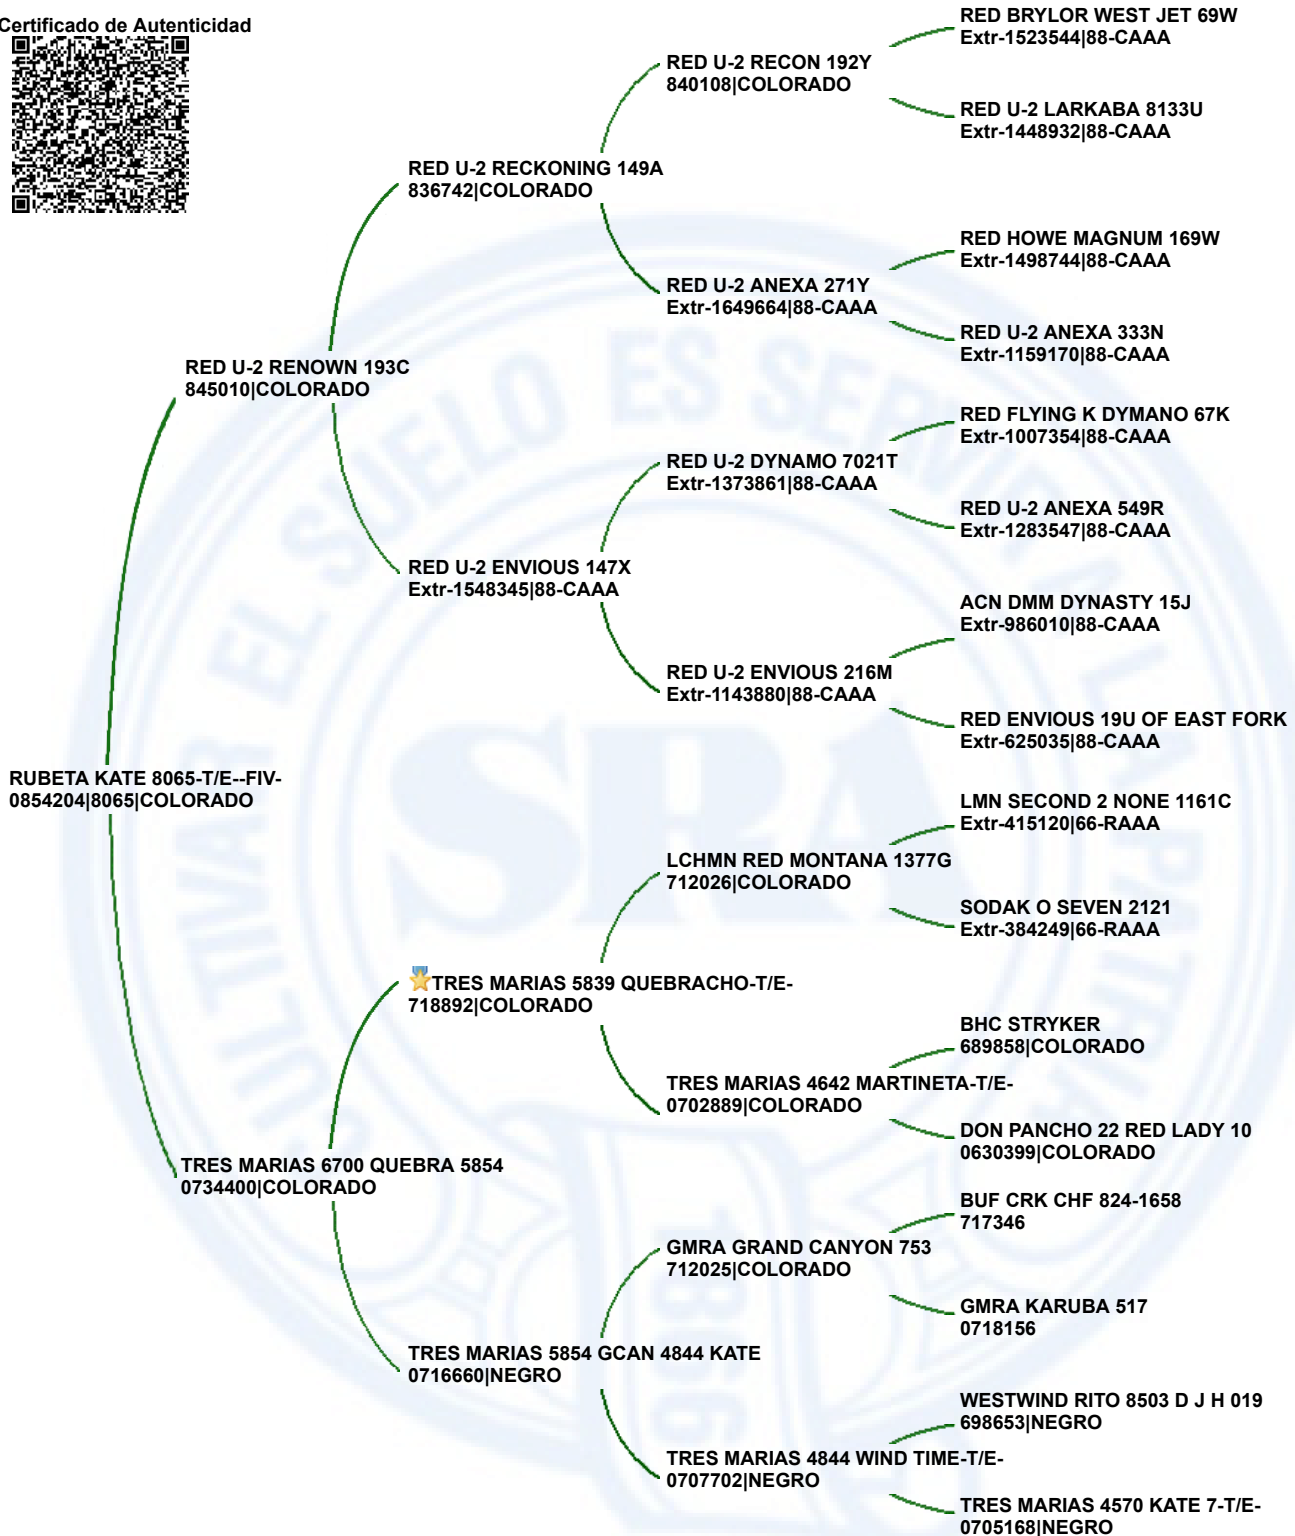 Certificado de Autenticidad
RED BRYLOR WEST JET 69W
Extr-1523544|88-CAAA
RED U-2 RECON 192Y
840108|COLORADO
RED U-2 LARKABA 8133U
Extr-1448932|88-CAAA
RED U-2 RECKONING 149A
836742|COLORADO
RED HOWE MAGNUM 169W
Extr-1498744|88-CAAA
RED U-2 ANEXA 271Y
Extr-1649664|88-CAAA
RED U-2 ANEXA 333N
Extr-1159170|88-CAAA
RED U-2 RENOWN 193C
845010|COLORADO
RED FLYING K DYMANO 67K
Extr-1007354|88-CAAA
RED U-2 DYNAMO 7021T
Extr-1373861|88-CAAA
RED U-2 ANEXA 549R
Extr-1283547|88-CAAA
RED U-2 ENVIOUS 147X
Extr-1548345|88-CAAA
ACN DMM DYNASTY 15J
Extr-986010|88-CAAA
RED U-2 ENVIOUS 216M
Extr-1143880|88-CAAA
RED ENVIOUS 19U OF EAST FORK
Extr-625035|88-CAAA
RUBETA KATE 8065-T/E--FIV-
0854204|8065|COLORADO
LMN SECOND 2 NONE 1161C
Extr-415120|66-RAAA
LCHMN RED MONTANA 1377G
712026|COLORADO
SODAK O SEVEN 2121
Extr-384249|66-RAAA
TRES MARIAS 5839 QUEBRACHO-T/E-
718892|COLORADO
BHC STRYKER
689858|COLORADO
TRES MARIAS 4642 MARTINETA-T/E-
0702889|COLORADO
DON PANCHO 22 RED LADY 10
0630399|COLORADO
TRES MARIAS 6700 QUEBRA 5854
0734400|COLORADO
BUF CRK CHF 824-1658
717346
GMRA GRAND CANYON 753
712025|COLORADO
GMRA KARUBA 517
0718156
TRES MARIAS 5854 GCAN 4844 KATE
0716660|NEGRO
WESTWIND RITO 8503 D J H 019
698653|NEGRO
TRES MARIAS 4844 WIND TIME-T/E-
0707702|NEGRO
TRES MARIAS 4570 KATE 7-T/E-
0705168|NEGRO
CULTIVAR EL SUELO ES SERVIR A LA PATRIA
SRA
1866